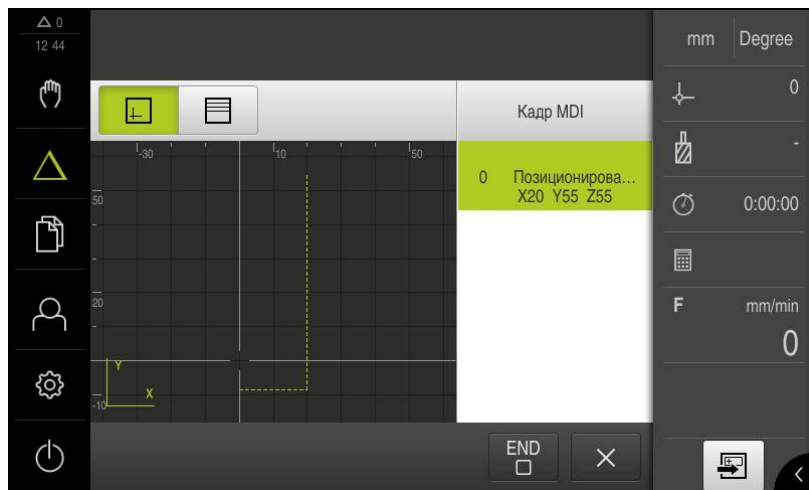 0
12 44
mm Degree
0
Кадр MDI
-30 10 50
-
0 Позиционирова...
X20 Y55 Z55
50
0:00:00
20
F mm/min
0
Y
X
-10
END